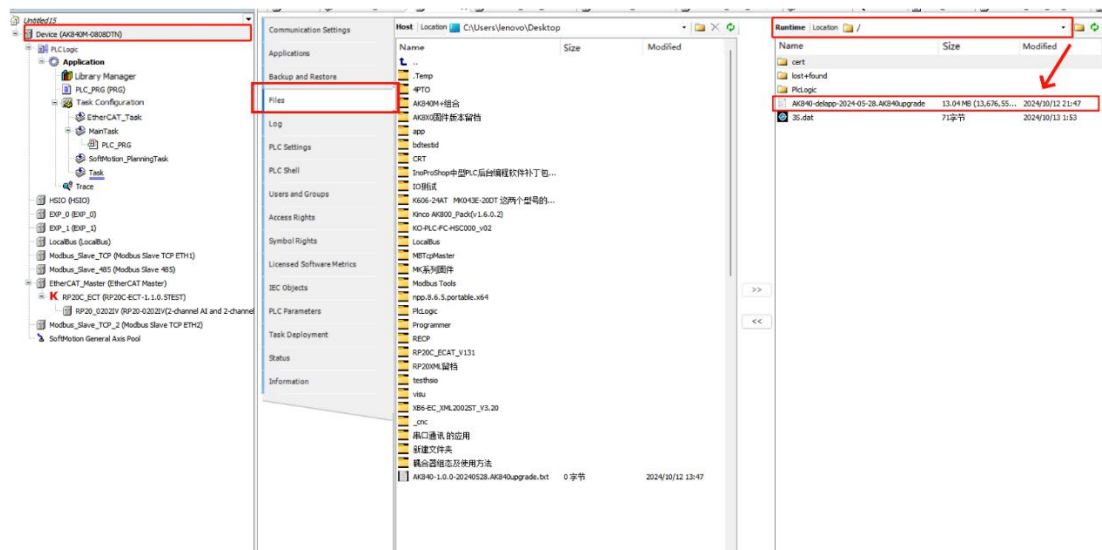 Untitled15
Device (AK840M-0808DTN)
PLC Logic
Application
Library Manager
PLC_PRG (PRG)
Task Configuration
EtherCAT_Task
MainTask
PLC_PRG
SoftMotion_PlanningTask
Task
Trace
HSIO (HSIO)
EXP_0 (EXP_0)
EXP_1 (EXP_1)
LocalBus (LocalBus)
Modbus_Slave_TCP (Modbus Slave TCP ETH1)
Modbus_Slave_485 (Modbus Slave 485)
EtherCAT_Master (EtherCAT Master)
RP20C_ECT (RP20C-ECT-1.1.0.5TEST)
RP20_0202IV (RP20-0202IV(2-channel AI and 2-channel
Modbus_Slave_TCP_2 (Modbus Slave TCP ETH2)
SoftMotion General Axis Pool
Communication Settings
Applications
Backup and Restore
Files
Log
PLC Settings
PLC Shell
Users and Groups
Access Rights
Symbol Rights
Licensed Software Metrics
IEC Objects
PLC Parameters
Task Deployment
Status
Information
Host Location C:\Users\lenovo\Desktop
Name Size Modified
..
.Temp
4PTO
AK840M+组合
AK8X0固件版本留档
app
bdtestid
CRT
InoProShop中型PLC后台编程软件补丁包...
IO测试
K606-24AT MK043E-20DT 这两个型号的...
Kinco AK800_Pack(v1.6.0.2)
KO-PLC-FC-HSC000_v02
LocalBus
MBTcpMaster
MK系列固件
Modbus Tools
npp.8.6.5.portable.x64
PlcLogic
Programmer
RECP
RP20C_ECAT_V131
RP20XML留档
testhsio
visu
XB6-EC_XML2002ST_V3.20
_cnc
串口通讯的应用
新建文件夹
耦合器组态及使用方法
AK840-1.0.0-20240528.AK840upgrade.txt 0 字节 2024/10/12 13:47
>>
<<
Runtime Location /
Name Size Modified
cert
lost+found
PlcLogic
AK840-delapp-2024-05-28.AK840upgrade 13.04 MB (13,676,55... 2024/10/12 21:47
3S.dat 71字节 2024/10/13 1:53